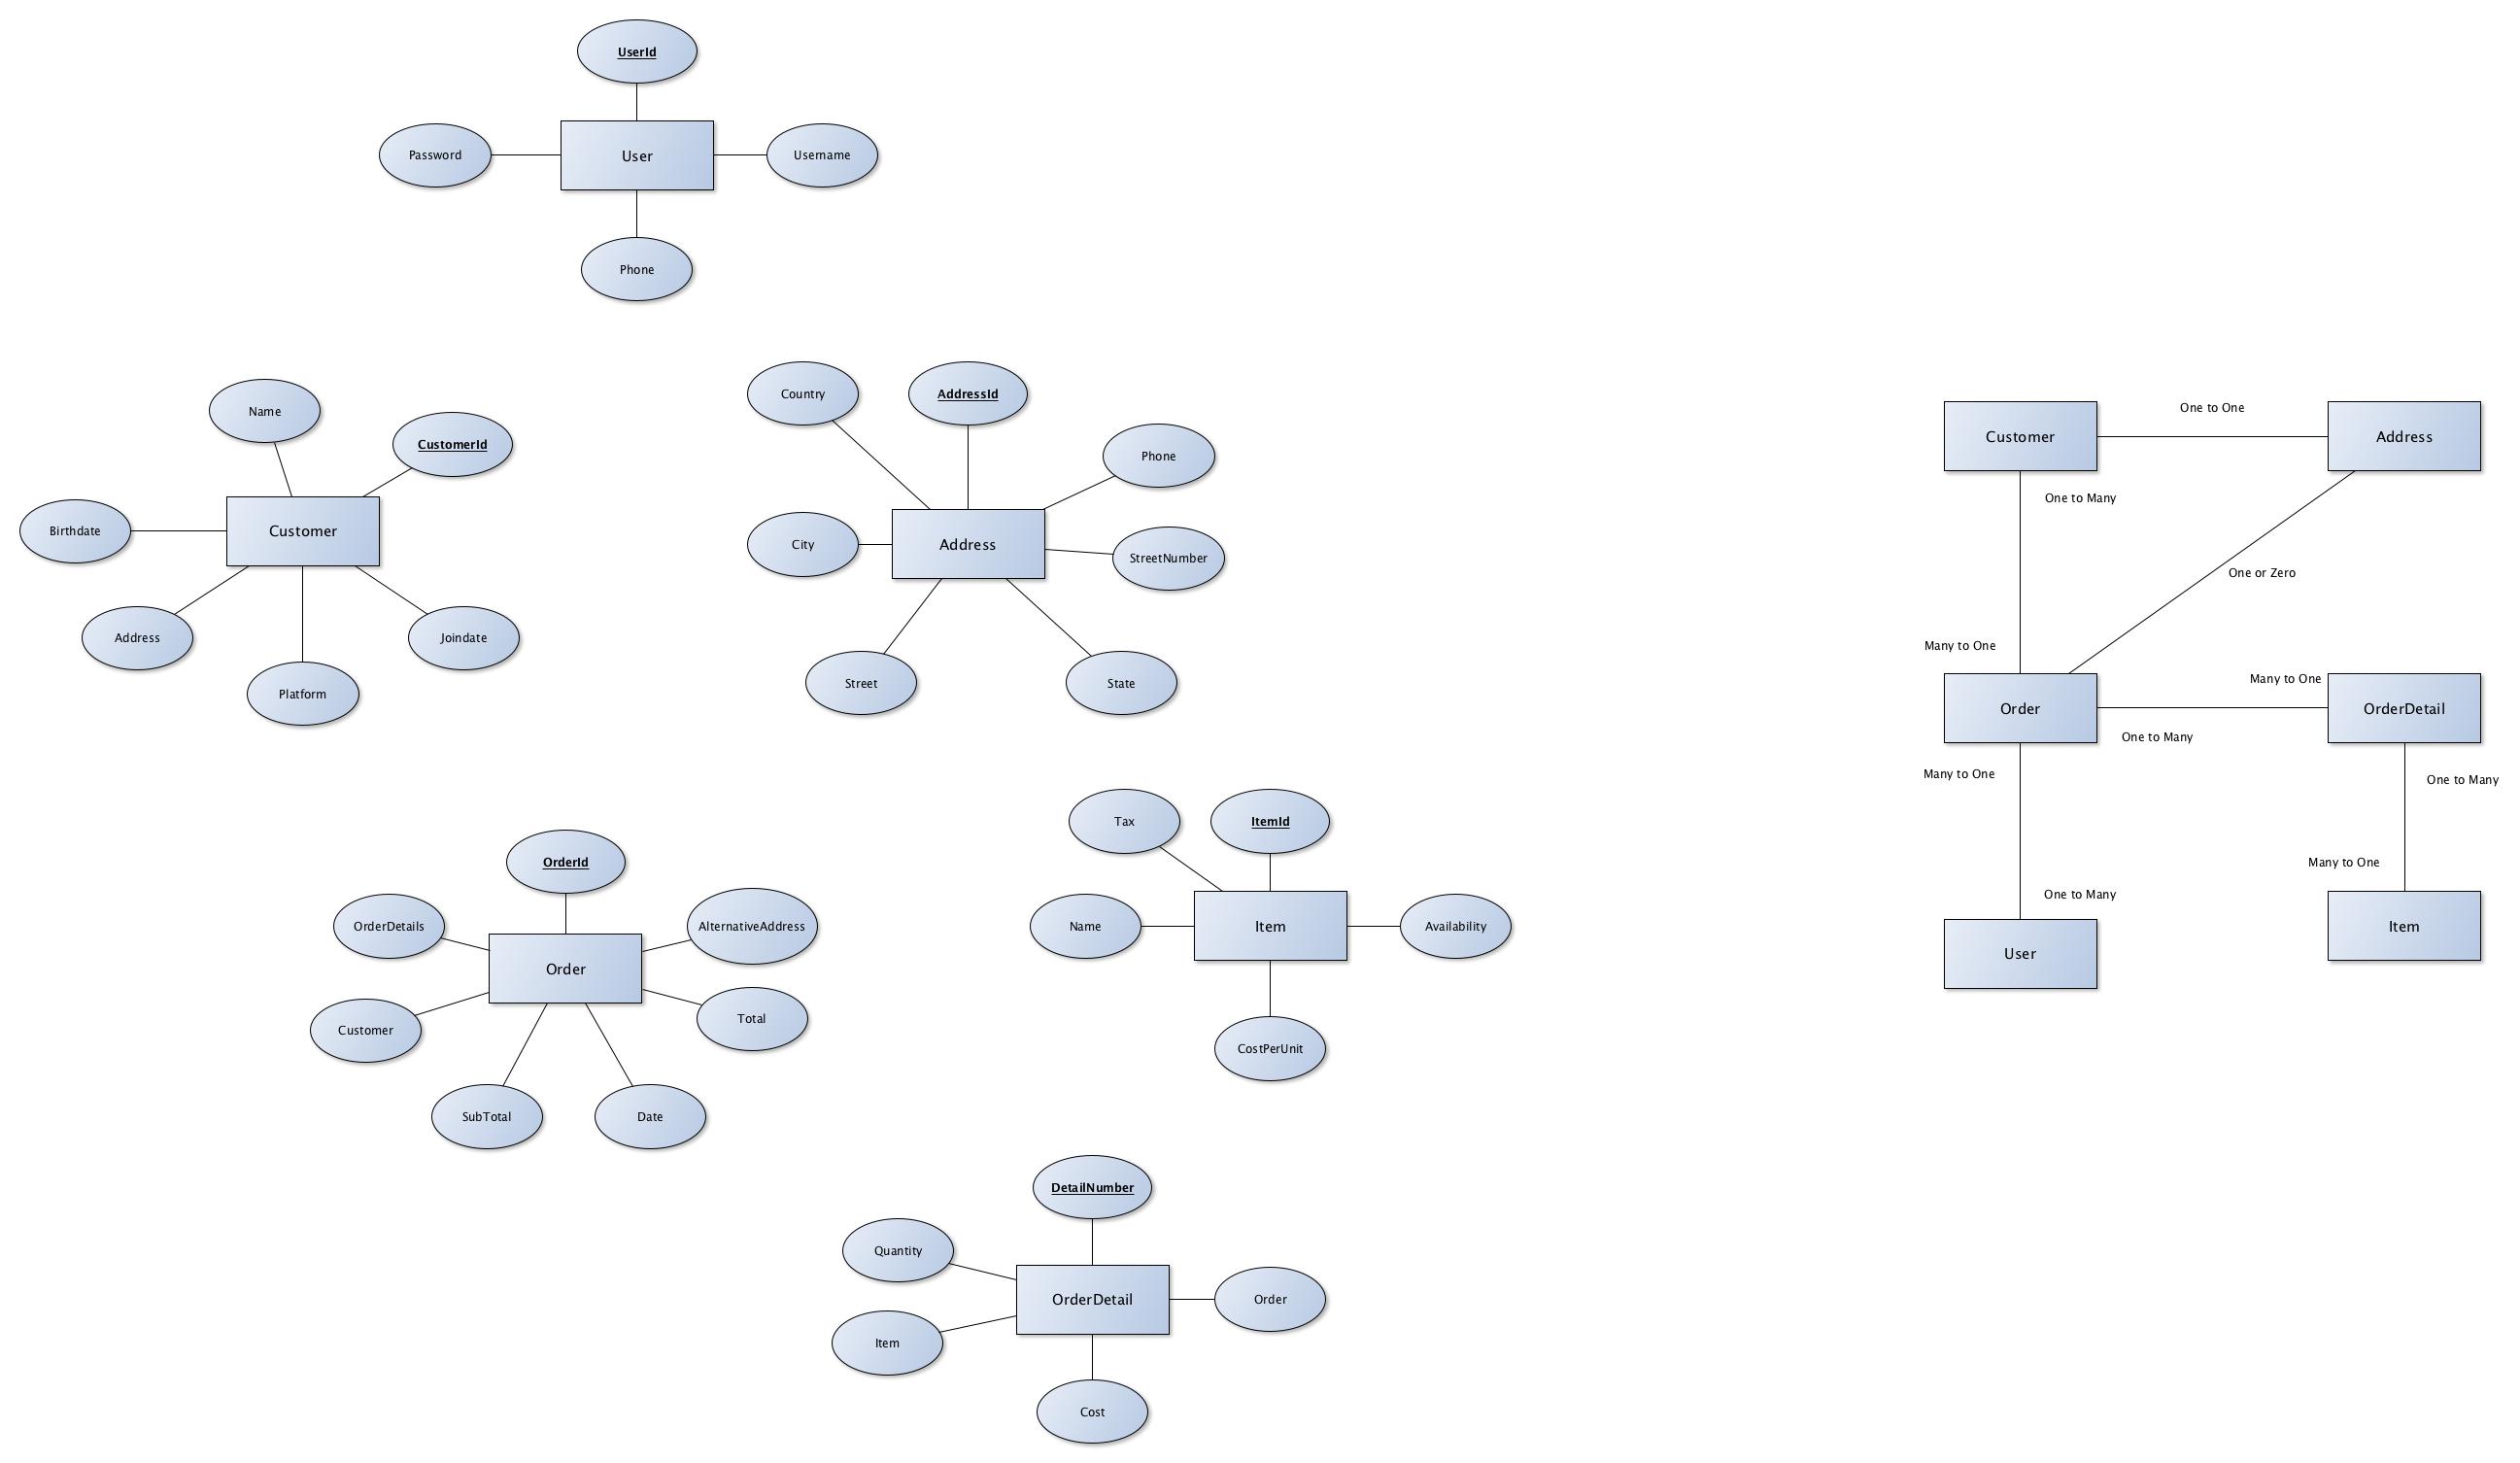 UserId
Password
User
Username
Phone
Name
CustomerId
Birthdate
Customer
Address
Joindate
Platform
Country
AddressId
Phone
City
Address
StreetNumber
Street
State
OrderId
OrderDetails
AlternativeAddress
Order
Customer
Total
SubTotal
Date
Tax
ItemId
Name
Item
Availability
CostPerUnit
DetailNumber
Quantity
OrderDetail
Order
Item
Cost
One to One
Customer
Address
One to Many
One or Zero
Many to One
Many to One
Order
OrderDetail
One to Many
Many to One
One to Many
Many to One
One to Many
Item
User